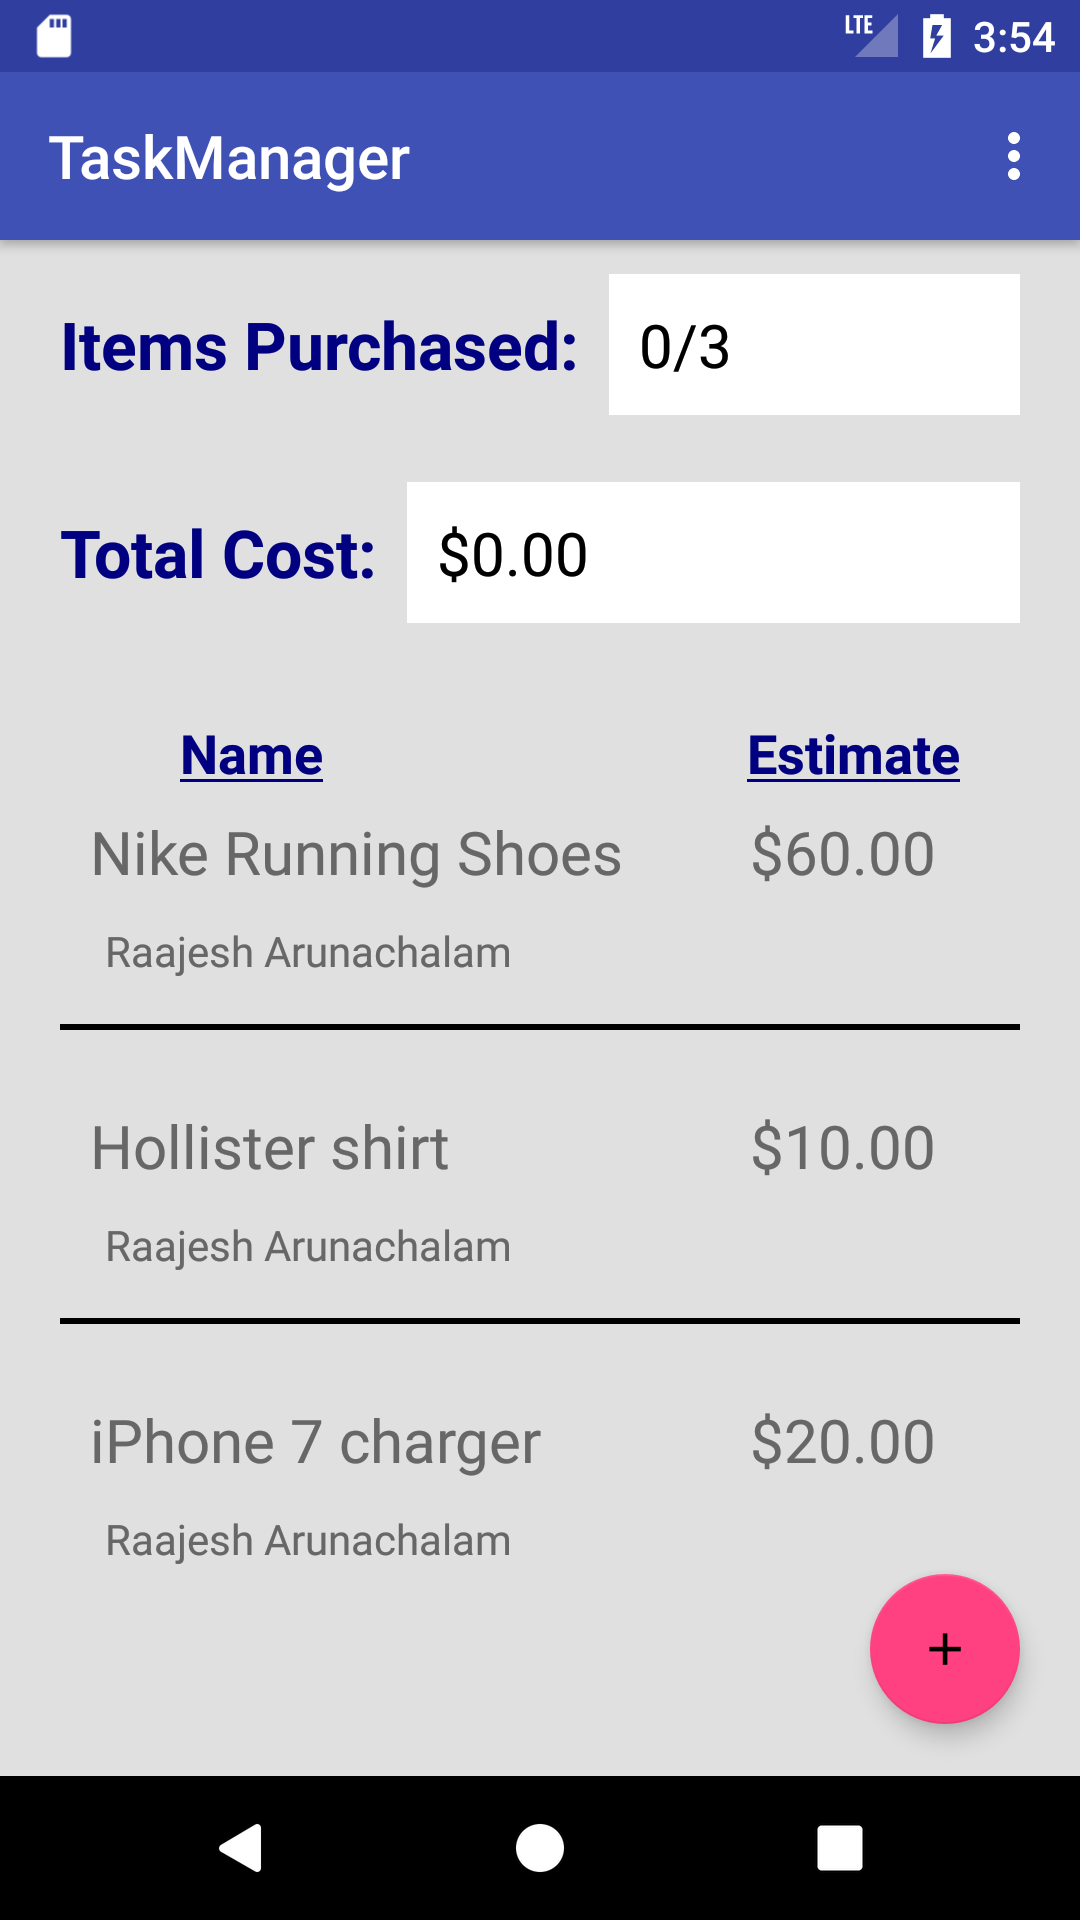 LTE 3:54
TaskManager
Items Purchased: 0/3
Total Cost: $0.00
Name Estimate
Nike Running Shoes $60.00
Raajesh Arunachalam
Hollister shirt $10.00
Raajesh Arunachalam
iPhone 7 charger $20.00
Raajesh Arunachalam
+